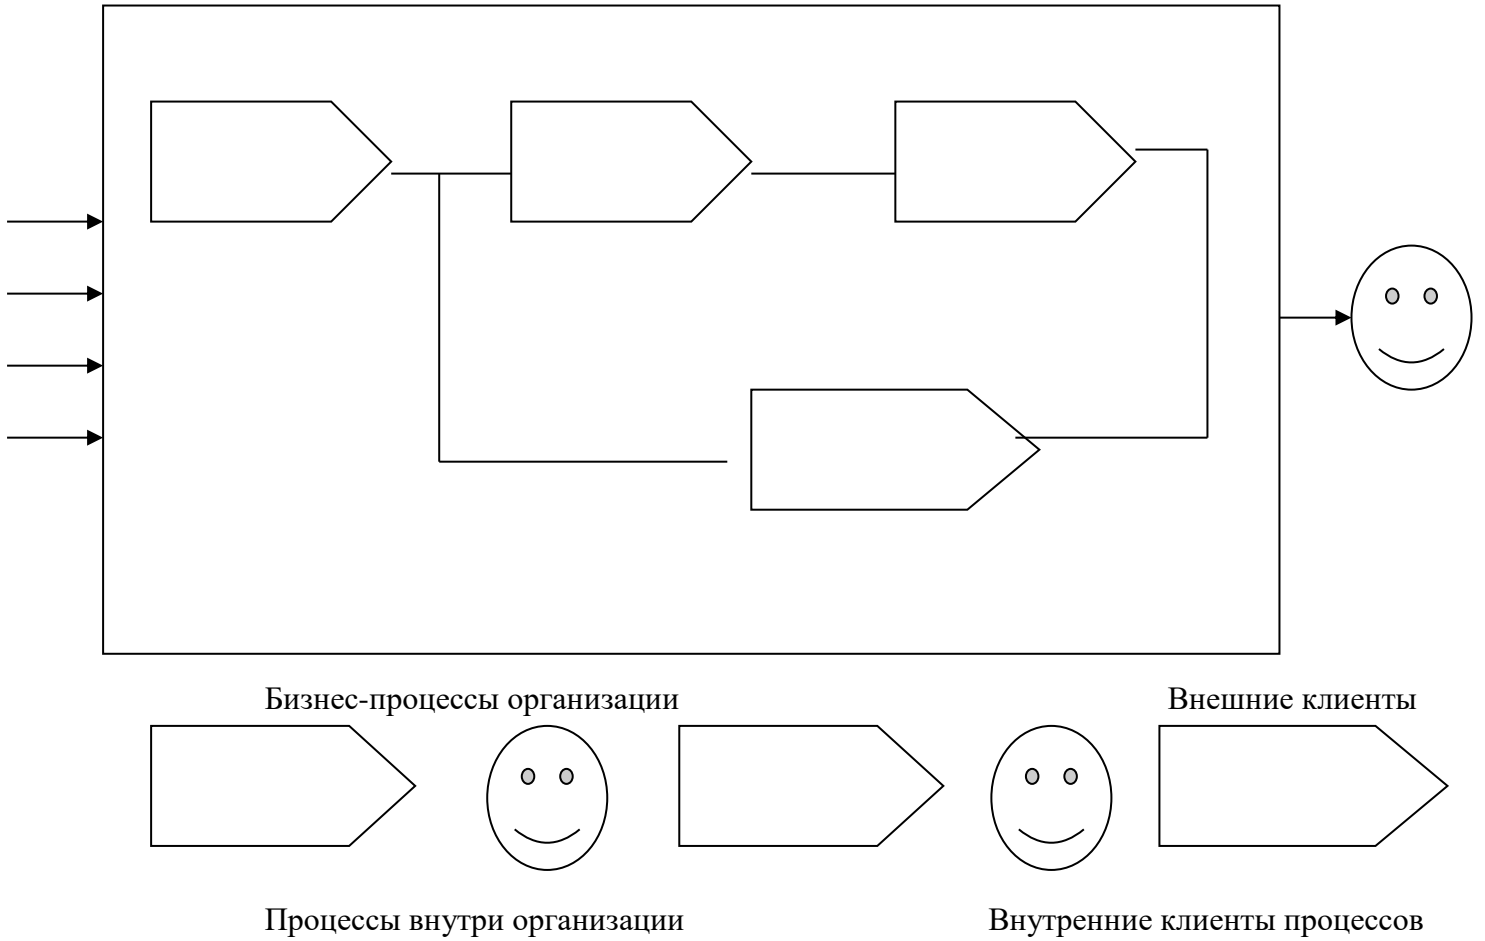 Бизнес-процессы организации
Внешние клиенты
Процессы внутри организации
Внутренние клиенты процессов